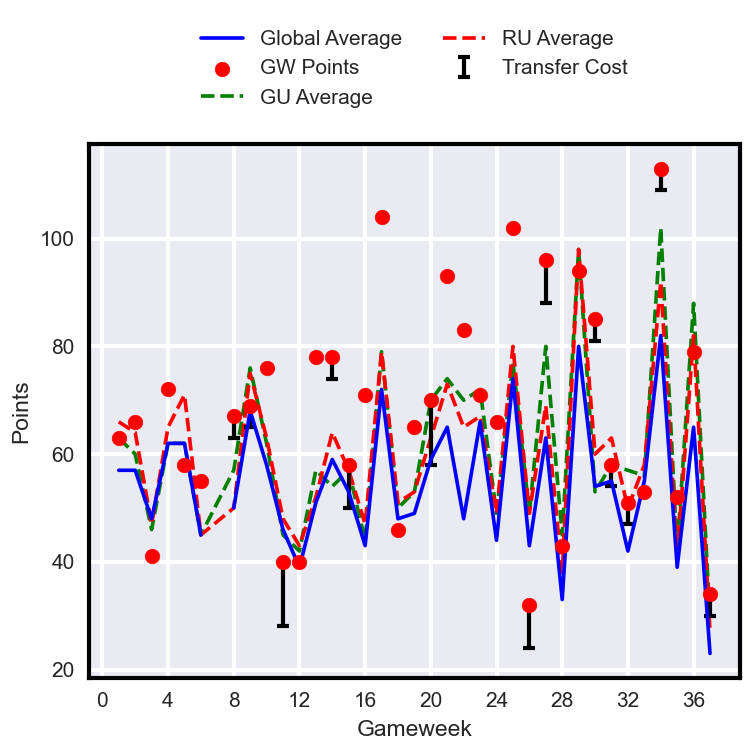 Global Average
GW Points
GU Average
RU Average
Transfer Cost
100
80
60
40
20
Points
0 4 8 12 16 20 24 28 32 36
Gameweek